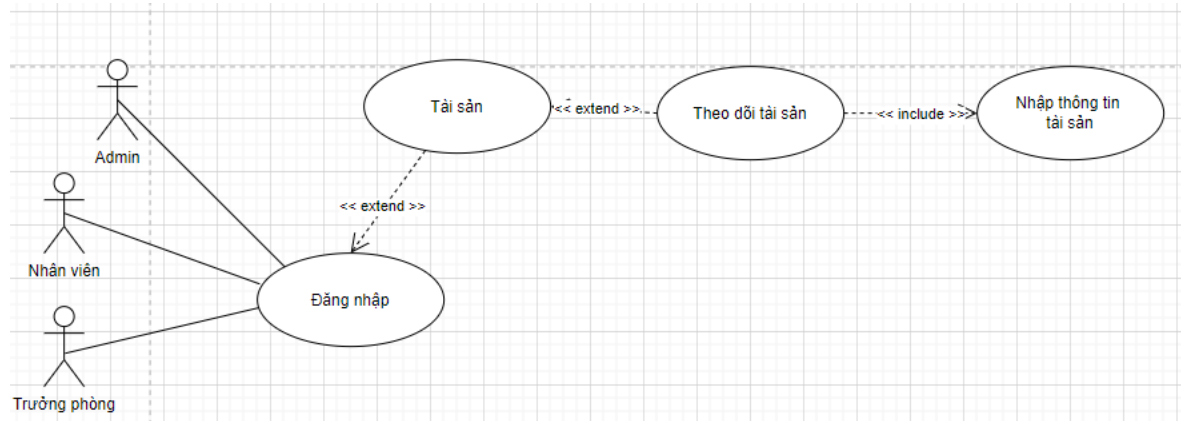 Admin
Nhân viên
Trưởng phòng
Đăng nhập
<< extend >>
Tài sản
<< extend >>
Theo dõi tài sản
<< include >>
Nhập thông tin
tài sản